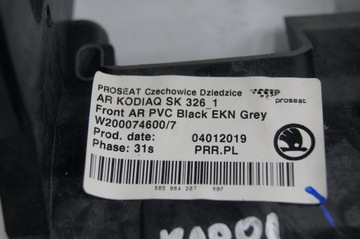 PROSEAT Czechowice Dziedzice
AR KODIAQ SK 326_1
proseat
Front AR PVC Black EKN Grey
W200074600/7
Prod. date: 04012019
Phase: 31s PRR.PL